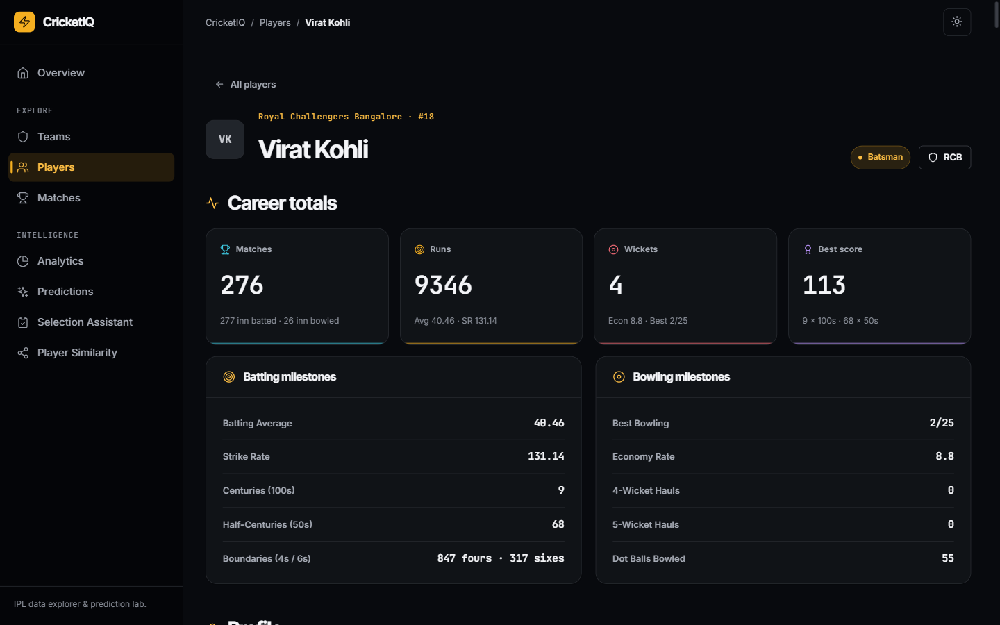 CricketIQ
CricketIQ / Players / Virat Kohli
Overview
EXPLORE
Teams
Players
Matches
INTELLIGENCE
Analytics
Predictions
Selection Assistant
Player Similarity
IPL data explorer & prediction lab.
All players
VK
Royal Challengers Bangalore · #18
Virat Kohli
Batsman
RCB
Career totals
Matches
276
277 inn batted · 26 inn bowled
Runs
9346
Avg 40.46 · SR 131.14
Wickets
4
Econ 8.8 · Best 2/25
Best score
113
9 × 100s · 68 × 50s
Batting milestones
Batting Average 40.46
Strike Rate 131.14
Centuries (100s) 9
Half-Centuries (50s) 68
Boundaries (4s / 6s) 847 fours · 317 sixes
Bowling milestones
Best Bowling 2/25
Economy Rate 8.8
4-Wicket Hauls 0
5-Wicket Hauls 0
Dot Balls Bowled 55
Profile